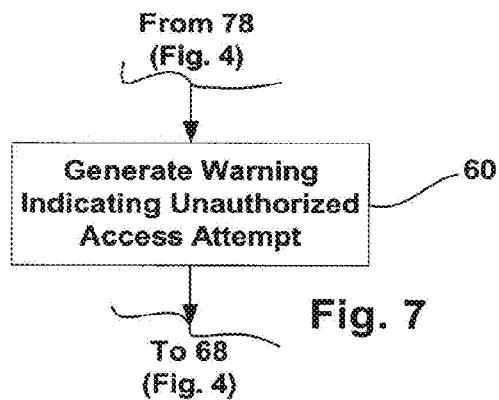 From 78
(Fig. 4)
Generate Warning
Indicating Unauthorized
Access Attempt
60
Fig. 7
To 68
(Fig. 4)